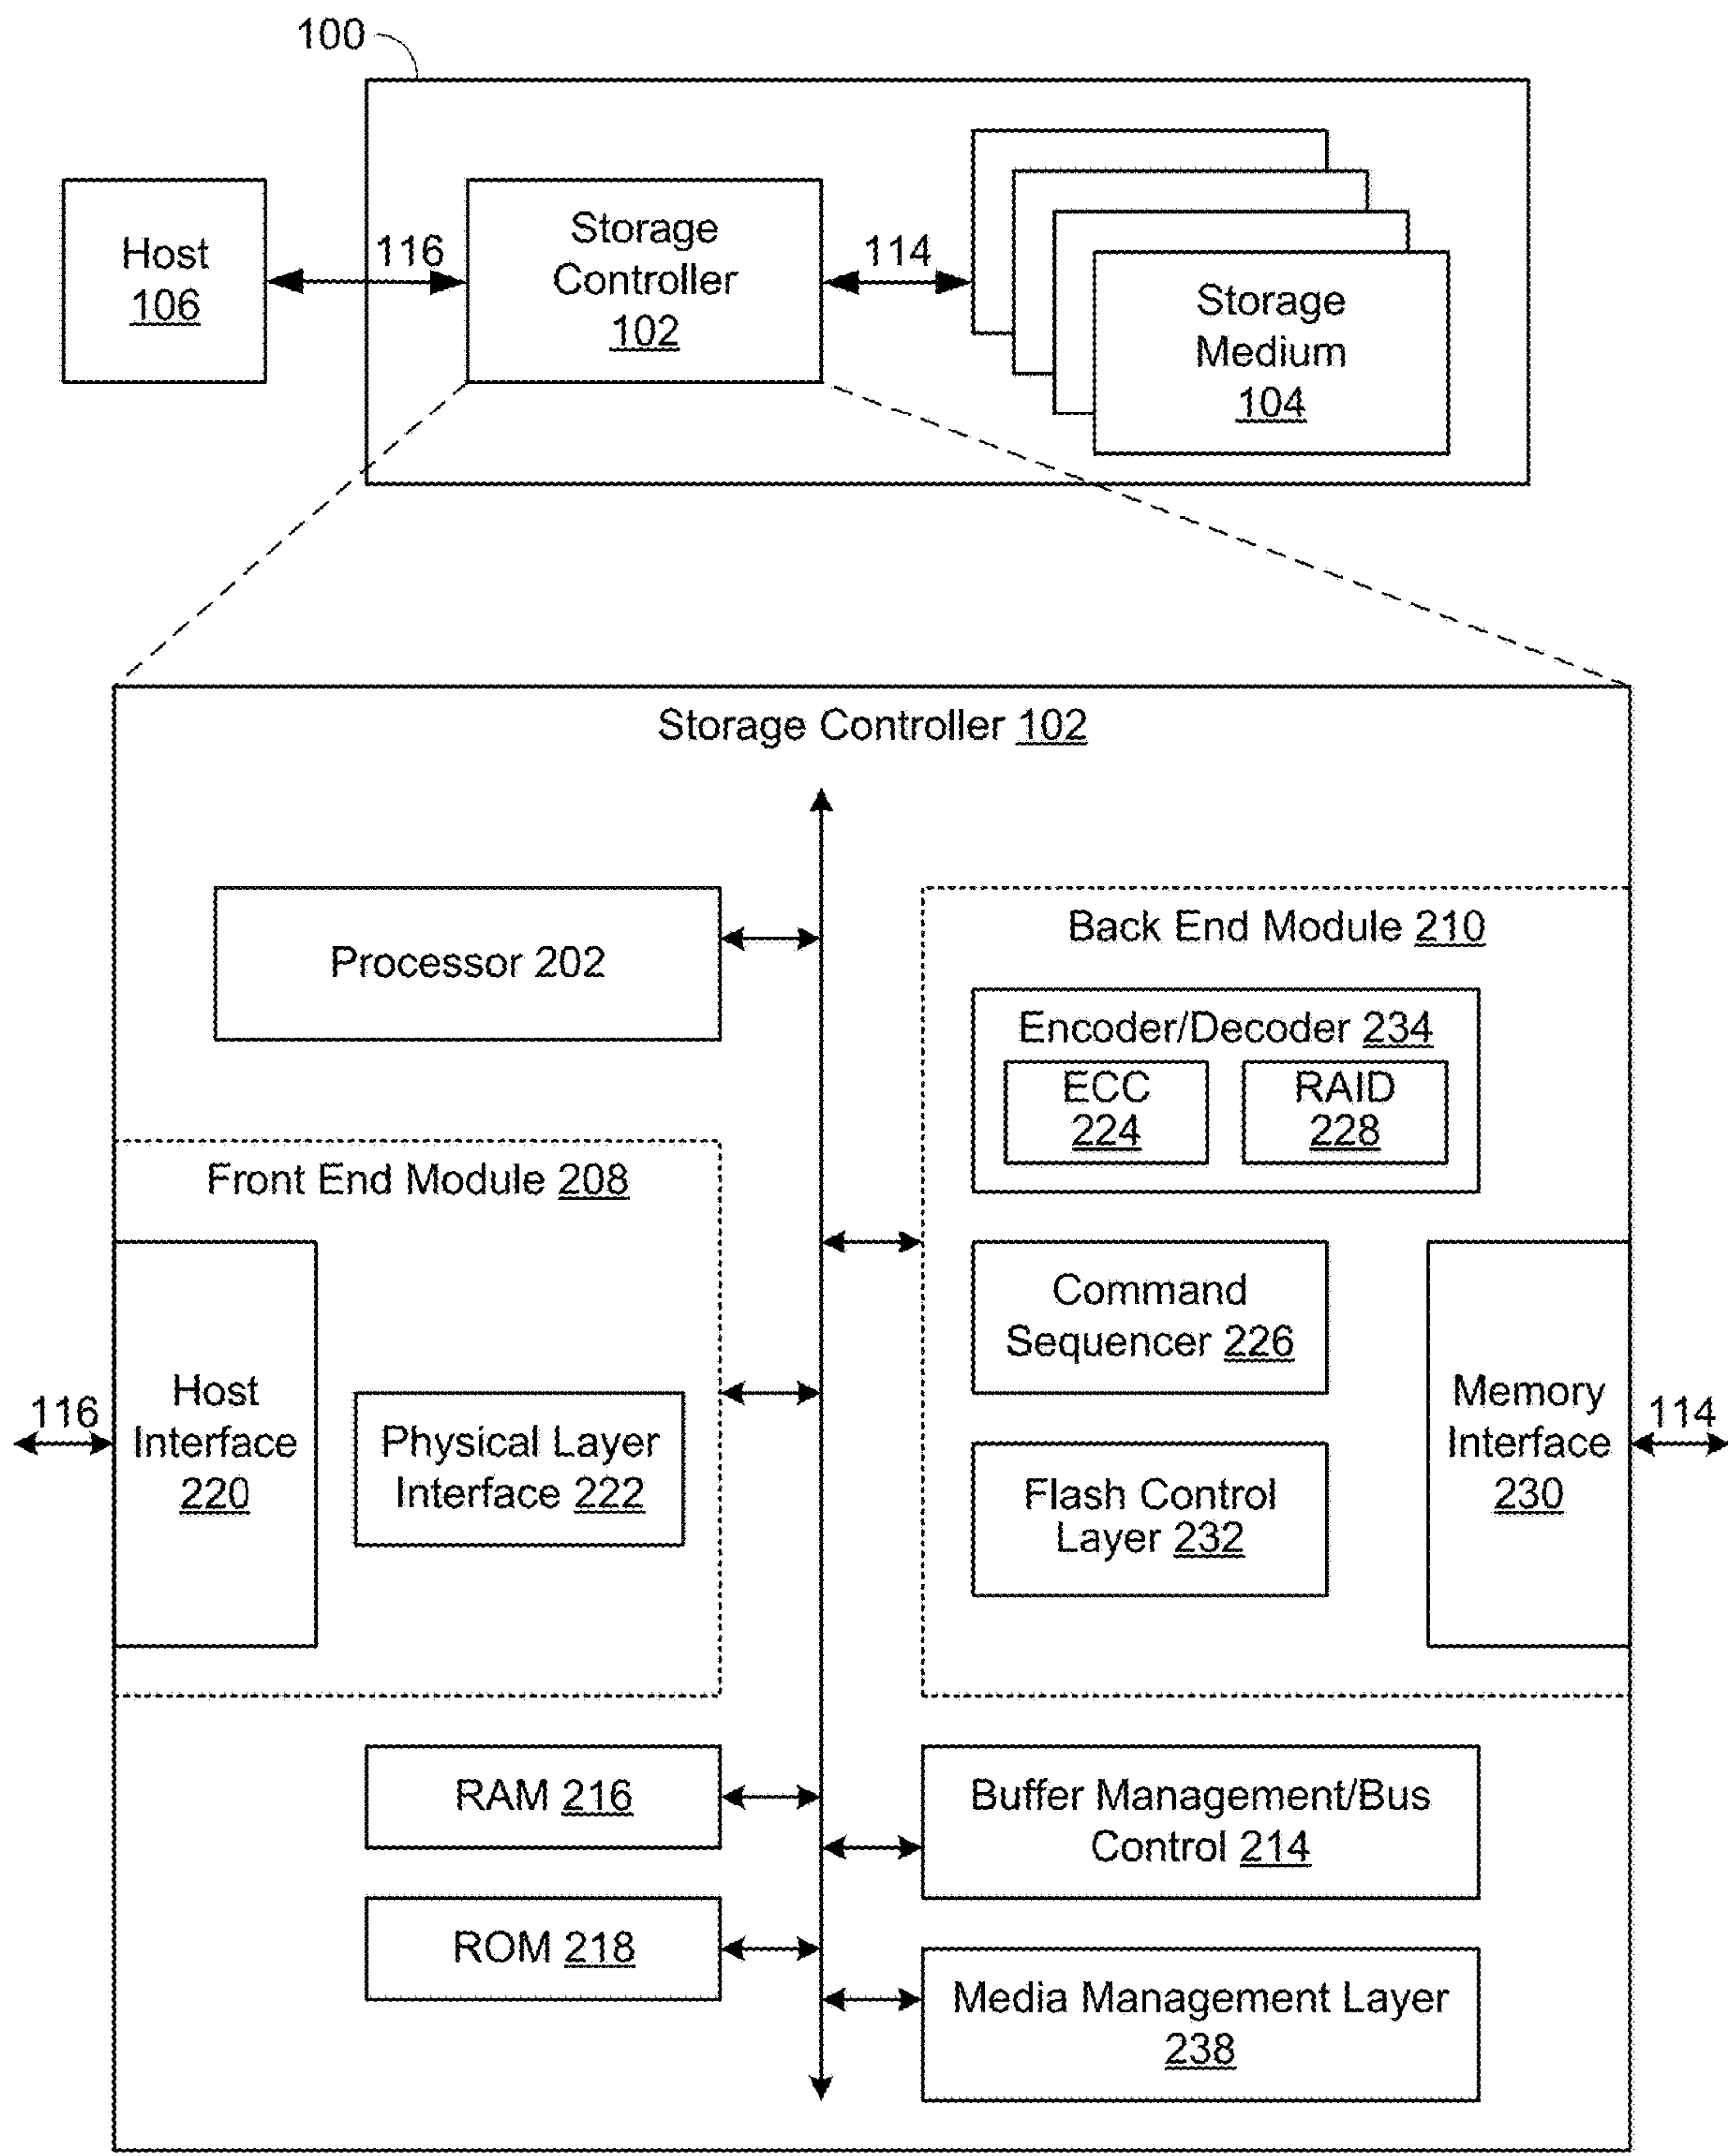 100
Host
106
116
Storage
Controller
102
114
Storage
Medium
104
Storage Controller 102
Processor 202
Back End Module 210
Encoder/Decoder 234
ECC
224
RAID
228
Front End Module 208
Command
Sequencer 226
116
Host
Interface
220
Physical Layer
Interface 222
Flash Control
Layer 232
Memory
Interface
230
114
RAM 216
Buffer Management/Bus
Control 214
ROM 218
Media Management Layer
238